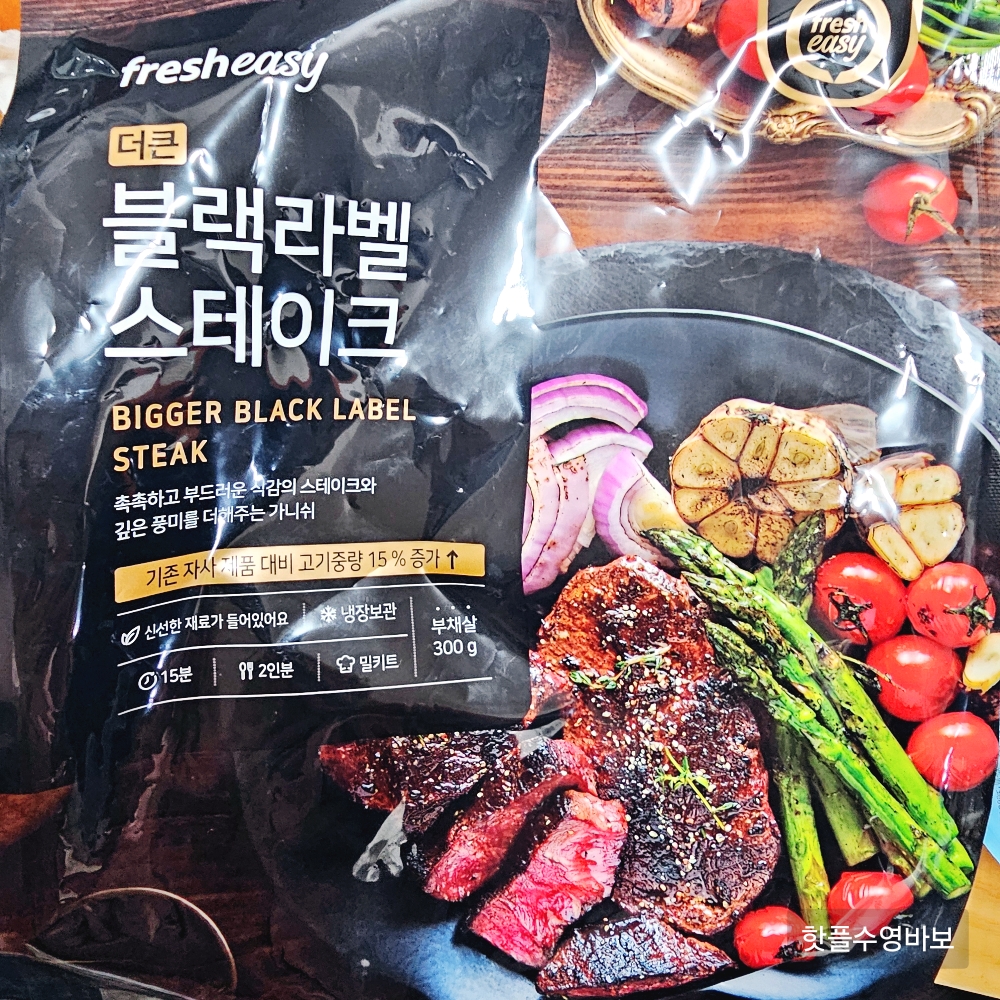 fresheasy
fresh
easy
더큰
블랙라벨
스테이크
BIGGER BLACK LABEL
STEAK
촉촉하고 부드러운 식감의 스테이크와
깊은 풍미를 더해주는 가니쉬
기존 자사 제품 대비 고기중량 15 % 증가 ↑
신선한 재료가 들어있어요
냉장보관
부채살
300 g
15분
2인분
밀키트
핫플수영바보